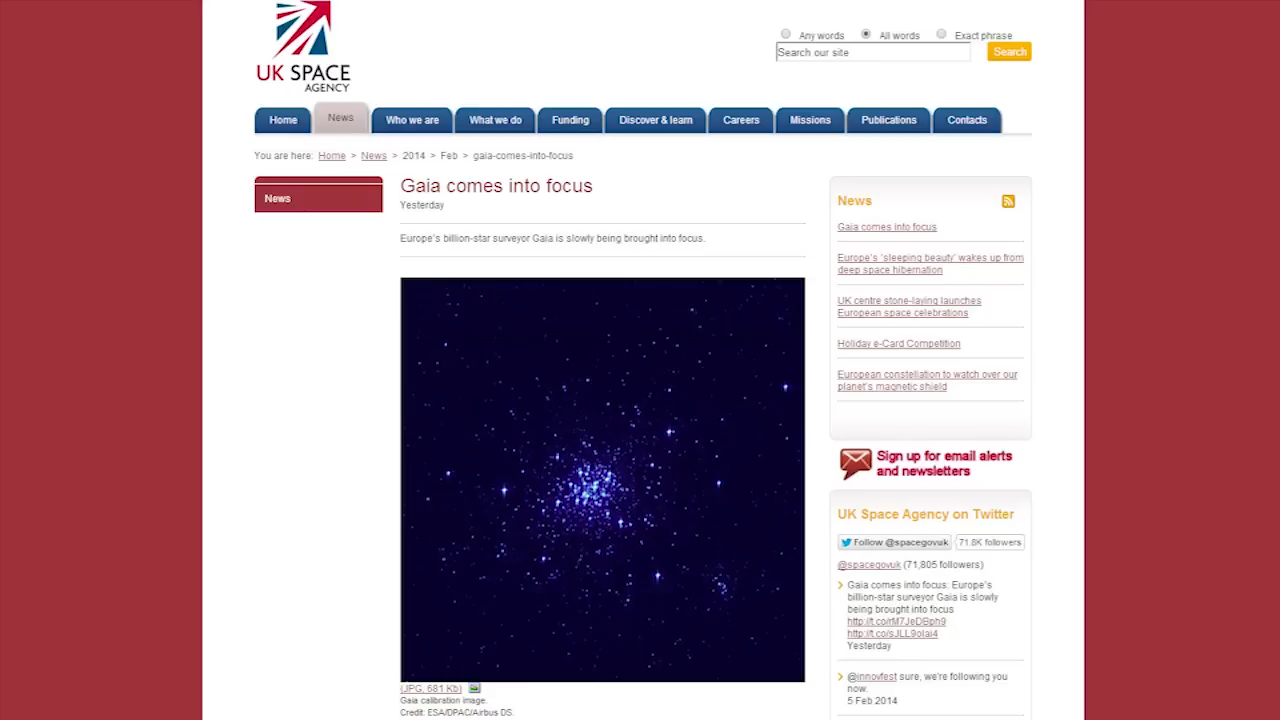 UK SPACE
AGENCY
Any words All words Exact phrase
Search our site Search
Home News Who we are What we do Funding Discover & learn Careers Missions Publications Contacts
You are here: Home > News > 2014 > Feb > gaia-comes-into-focus
News
Gaia comes into focus
Yesterday
Europe's billion-star surveyor Gaia is slowly being brought into focus.
(JPG, 681 Kb)
Gaia calibration image.
Credit: ESA/DPAC/Airbus DS.
News
Gaia comes into focus
Europe's 'sleeping beauty' wakes up from
deep space hibernation
UK centre stone-laying launches
European space celebrations
Holiday e-Card Competition
European constellation to watch over our
planet's magnetic shield
Sign up for email alerts
and newsletters
UK Space Agency on Twitter
Follow @spacegovuk 71.8K followers
@spacegovuk (71,805 followers)
Gaia comes into focus: Europe's
billion-star surveyor Gaia is slowly
being brought into focus
http://t.co/rM7JeDBph9
http://t.co/sJLL9oIai4
Yesterday
@innovfest sure, we're following you
now.
5 Feb 2014